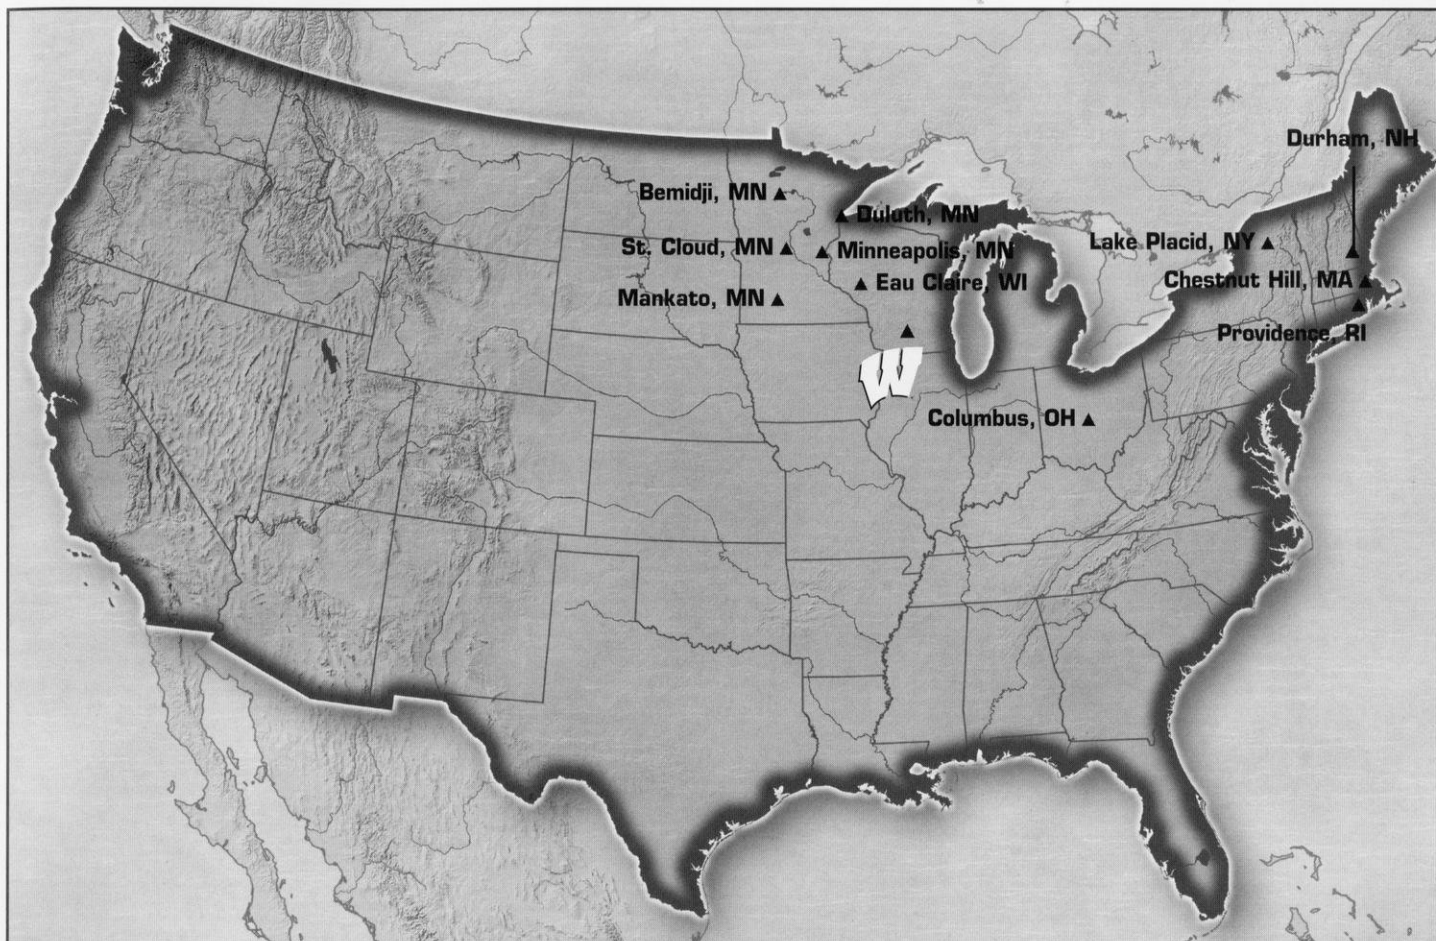 Durham, NH
Bemidji, MN
Duluth, MN
St. Cloud, MN
Minneapolis, MN
Lake Placid, NY
Eau Claire, WI
Chestnut Hill, MA
Mankato, MN
Providence, RI
W
Columbus, OH